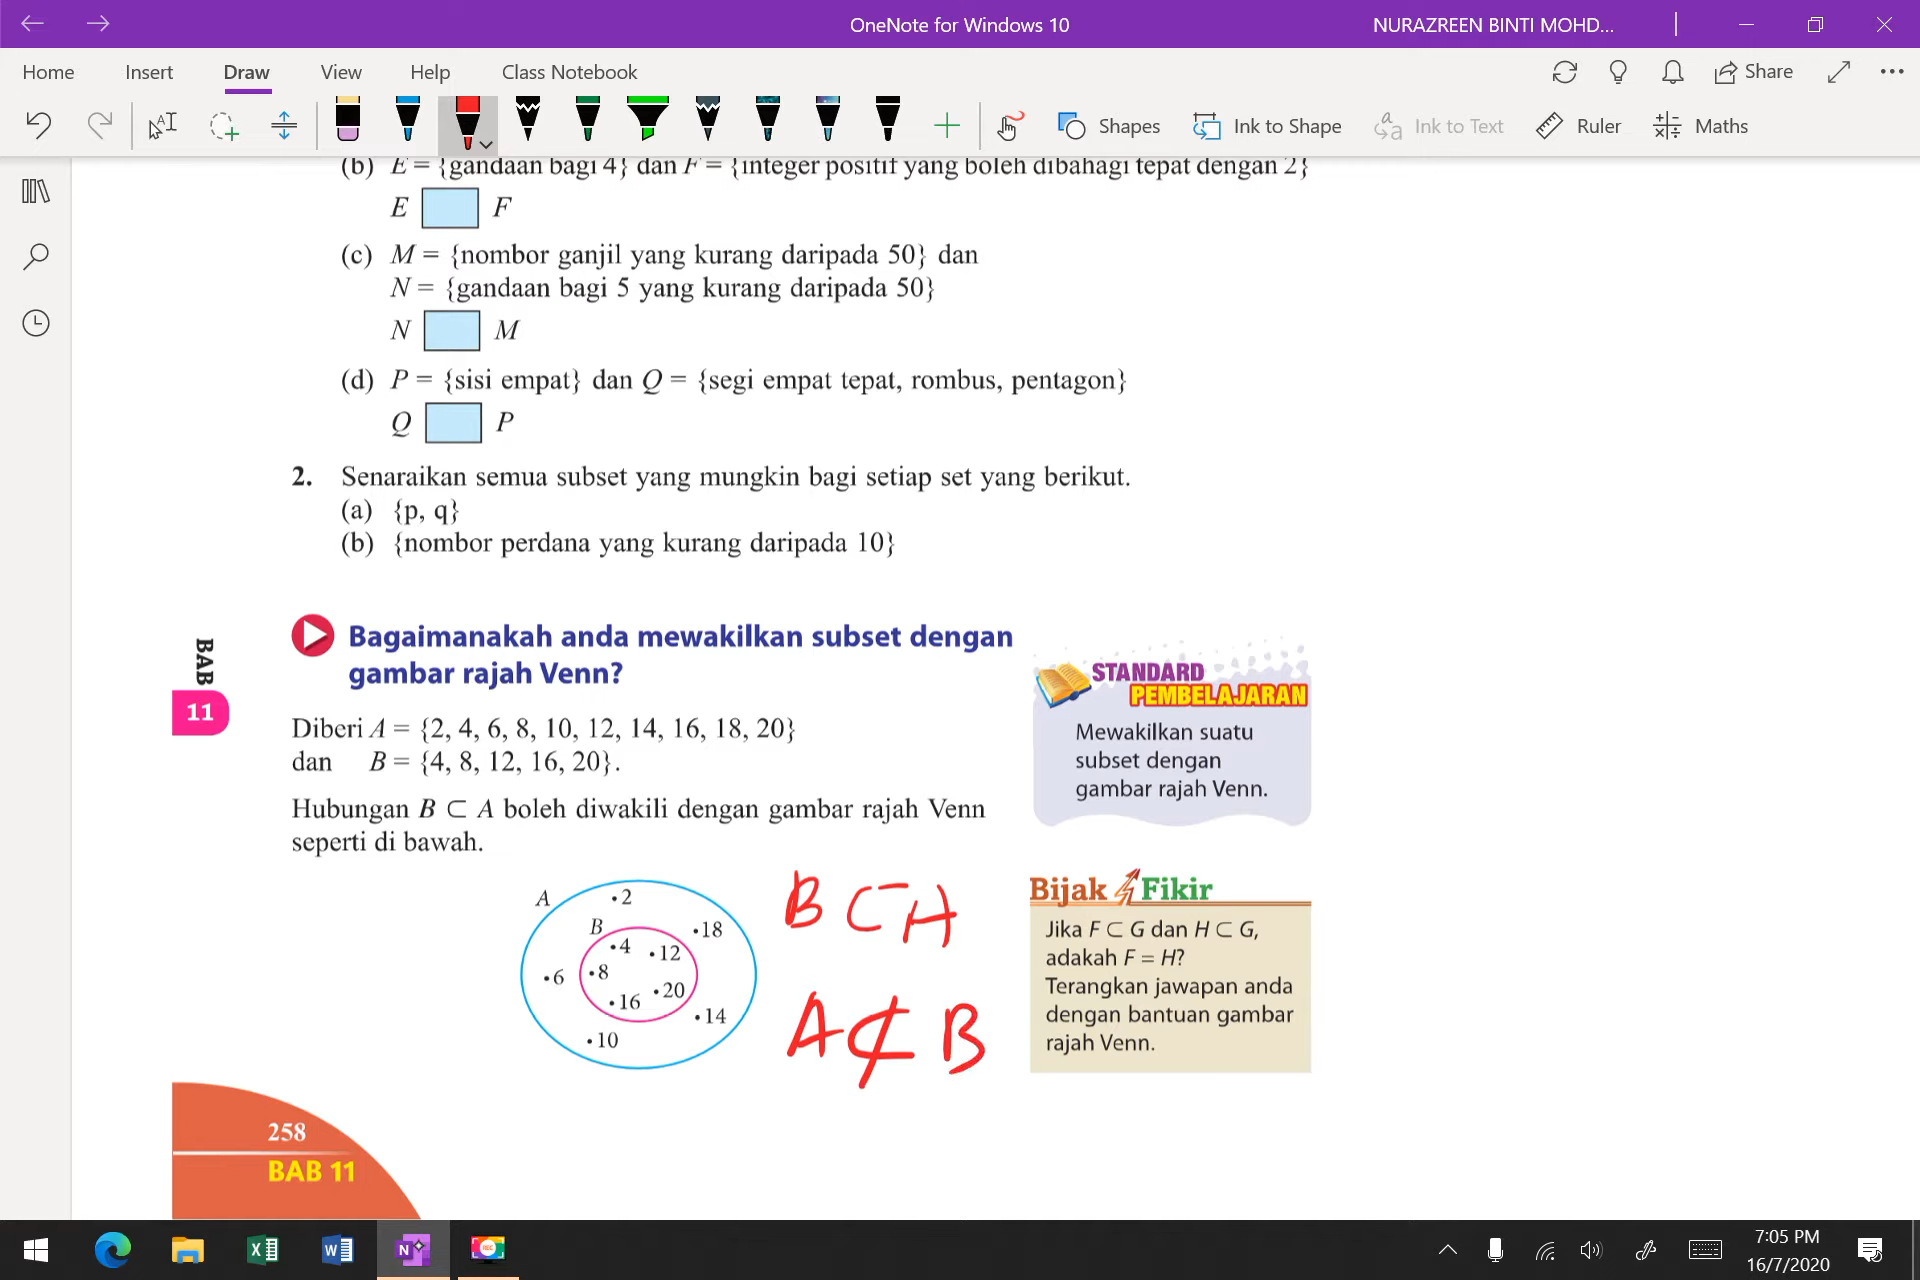 OneNote for Windows 10
NURAZREEN BINTI MOHD...
Home Insert Draw View Help Class Notebook
Share
Shapes Ink to Shape Ink to Text Ruler Maths
(b) E = {gandaan bagi 4} dan F = {integer positif yang boleh dibahagi tepat dengan 2}
E F
(c) M = {nombor ganjil yang kurang daripada 50} dan
N = {gandaan bagi 5 yang kurang daripada 50}
N M
(d) P = {sisi empat} dan Q = {segi empat tepat, rombus, pentagon}
Q P
2. Senaraikan semua subset yang mungkin bagi setiap set yang berikut.
(a) {p, q}
(b) {nombor perdana yang kurang daripada 10}
BAB
11
Bagaimanakah anda mewakilkan subset dengan
gambar rajah Venn?
Diberi A = {2, 4, 6, 8, 10, 12, 14, 16, 18, 20}
dan B = {4, 8, 12, 16, 20}.
Hubungan B ⊂ A boleh diwakili dengan gambar rajah Venn
seperti di bawah.
STANDARD
PEMBELAJARAN
Mewakilkan suatu
subset dengan
gambar rajah Venn.
A
•2
B
•18
•4
•12
•6
•8
•16
•20
•14
•10
B ⊂ A
A ⊄ B
Bijak Fikir
Jika F ⊂ G dan H ⊂ G,
adakah F = H?
Terangkan jawapan anda
dengan bantuan gambar
rajah Venn.
258
BAB 11
7:05 PM
16/7/2020